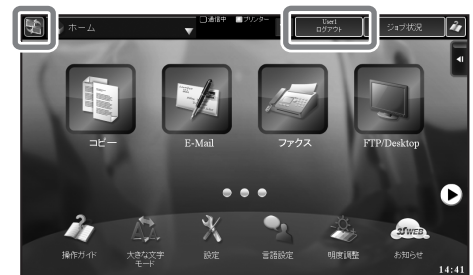 ホーム
通信中 プリンター
User1
ログアウト
ジョブ状況
コピー
E-Mail
ファクス
FTP/Desktop
操作ガイド
大きな文字
モード
設定
言語設定
明度調整
お知らせ
WEB
14:41